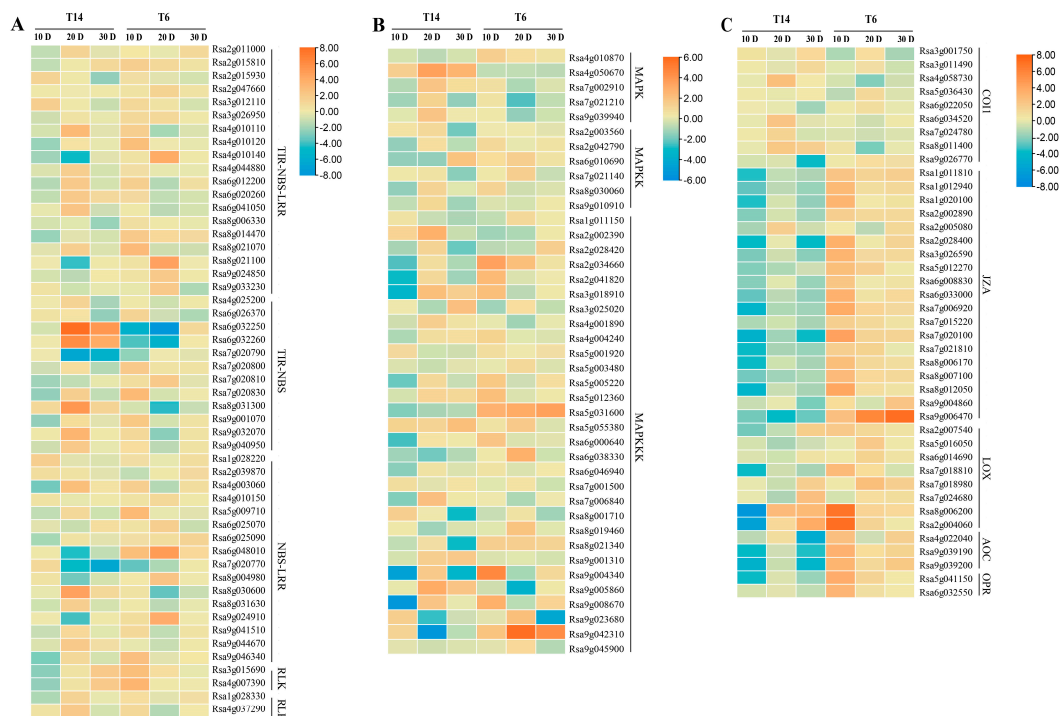 A
T14 T6
10 D 20 D 30 D 10 D 20 D 30 D
Rsa2g011000
Rsa2g015810
Rsa2g015930
Rsa2g047660
Rsa3g012110
Rsa3g026950
Rsa4g010110
Rsa4g010120
Rsa4g010140
Rsa4g044880
Rsa6g012200
Rsa6g020260
Rsa6g041050
Rsa8g006330
Rsa8g014470
Rsa8g021070
Rsa8g021100
Rsa9g024850
Rsa9g033230
TIR-NBS-LRR
Rsa4g025200
Rsa6g026370
Rsa6g032250
Rsa6g032260
Rsa7g020790
Rsa7g020800
Rsa7g020810
Rsa7g020830
Rsa8g031300
Rsa9g001070
Rsa9g032070
Rsa9g040950
TIR-NBS
Rsa1g028220
Rsa2g039870
Rsa4g003060
Rsa4g010150
Rsa5g009710
Rsa6g025070
Rsa6g025090
Rsa6g048010
Rsa7g020770
Rsa8g004980
Rsa8g030600
Rsa8g031630
Rsa9g024910
Rsa9g041510
Rsa9g044670
Rsa9g046340
NBS-LRR
Rsa3g015690
Rsa4g007390
RLK
Rsa1g028330
Rsa4g037290
RLI
8.00
6.00
4.00
2.00
0.00
-2.00
-4.00
-6.00
-8.00
B
T14 T6
10 D 20 D 30 D 10 D 20 D 30 D
Rsa4g010870
Rsa4g050670
Rsa7g002910
Rsa7g021210
Rsa9g039940
MAPK
Rsa2g003560
Rsa2g042790
Rsa6g010690
Rsa7g021140
Rsa8g030060
Rsa9g010910
MAPKK
Rsa1g011150
Rsa2g002390
Rsa2g028420
Rsa2g034660
Rsa2g041820
Rsa3g018910
Rsa3g025020
Rsa4g001890
Rsa4g004240
Rsa5g001920
Rsa5g003480
Rsa5g005220
Rsa5g012360
Rsa5g031600
Rsa5g055380
Rsa6g000640
Rsa6g038330
Rsa6g046940
Rsa7g001500
Rsa7g006840
Rsa8g001710
Rsa8g019460
Rsa8g021340
Rsa9g001310
Rsa9g004340
Rsa9g005860
Rsa9g008670
Rsa9g023680
Rsa9g042310
Rsa9g045900
MAPKKK
6.00
4.00
2.00
0.00
-2.00
-4.00
-6.00
C
T14 T6
10 D 20 D 30 D 10 D 20 D 30 D
Rsa3g001750
Rsa3g011490
Rsa4g058730
Rsa5g036430
Rsa6g022050
Rsa6g034520
Rsa7g024780
Rsa8g011400
Rsa9g026770
COI1
Rsa1g011810
Rsa1g012940
Rsa1g020100
Rsa2g002890
Rsa2g005080
Rsa2g028400
Rsa3g026590
Rsa5g012270
Rsa6g008830
Rsa6g033000
Rsa7g006920
Rsa7g015220
Rsa7g020100
Rsa7g021810
Rsa8g006170
Rsa8g007100
Rsa8g012050
Rsa9g004860
Rsa9g006470
JZA
Rsa2g007540
Rsa5g016050
Rsa6g014690
Rsa7g018810
Rsa7g018980
Rsa7g024680
Rsa8g006200
Rsa2g004060
LOX
Rsa4g022040
Rsa9g039190
Rsa9g039200
AOC
Rsa5g041150
Rsa6g032550
OPR
8.00
6.00
4.00
2.00
0.00
-2.00
-4.00
-6.00
-8.00